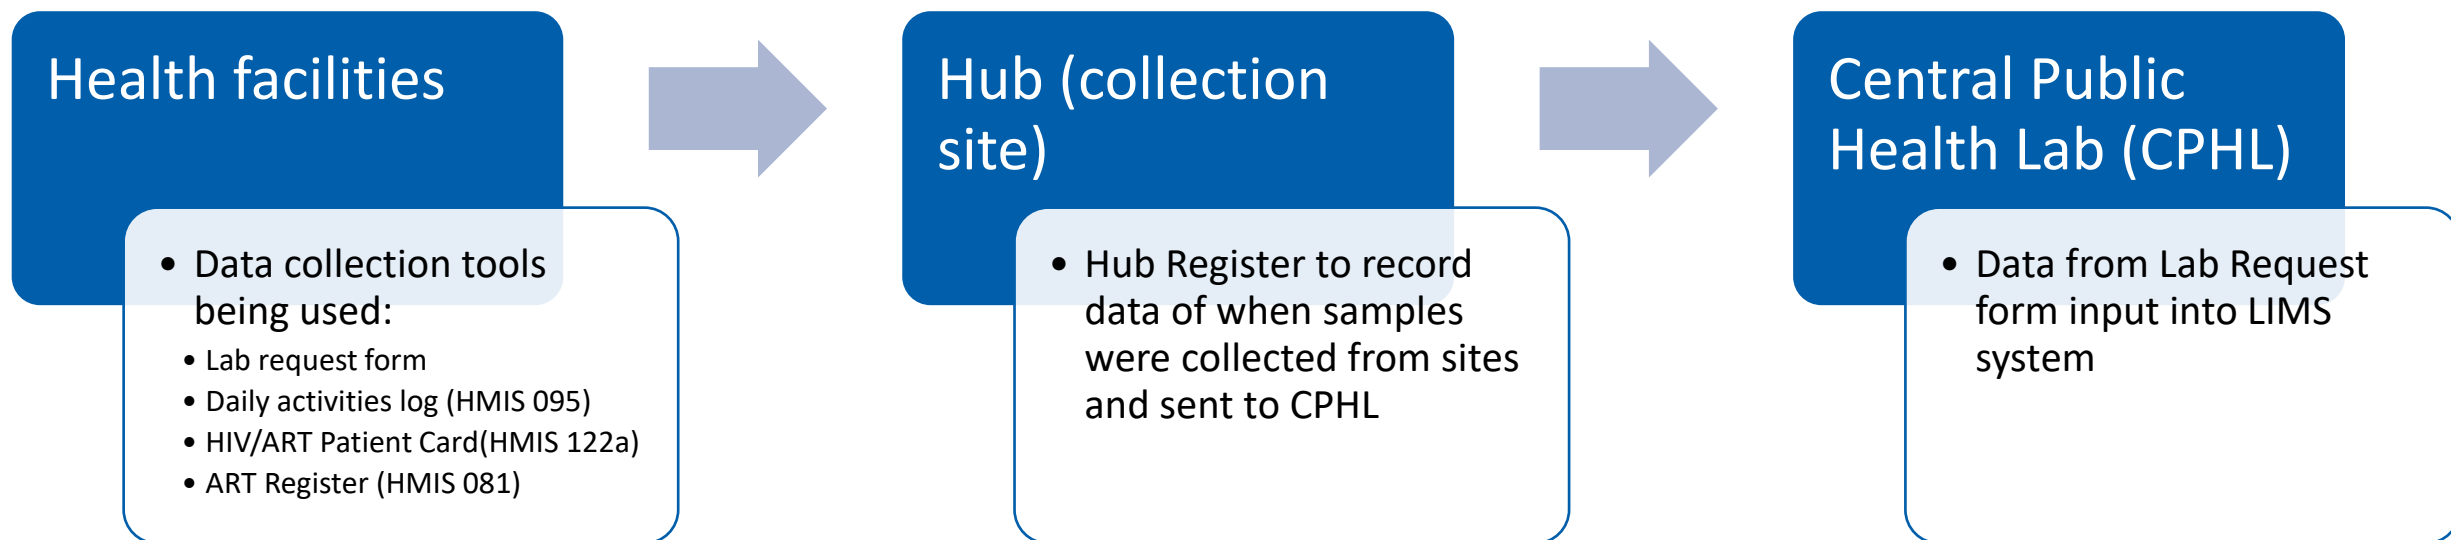 Health facilities
• Data collection tools
being used:
• Lab request form
• Daily activities log (HMIS 095)
• HIV/ART Patient Card(HMIS 122a)
• ART Register (HMIS 081)
Hub (collection
site)
• Hub Register to record
data of when samples
were collected from sites
and sent to CPHL
Central Public
Health Lab (CPHL)
• Data from Lab Request
form input into LIMS
system